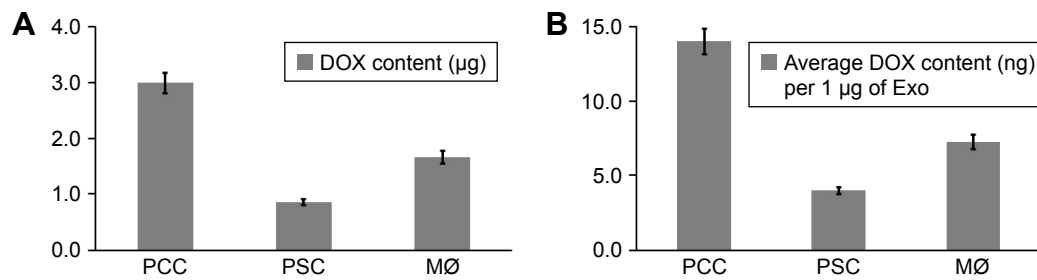 A
4.0
3.0
2.0
1.0
0.0
DOX content (µg)
PCC PSC MØ
B
15.0
10.0
5.0
0.0
Average DOX content (ng)
per 1 µg of Exo
PCC PSC MØ